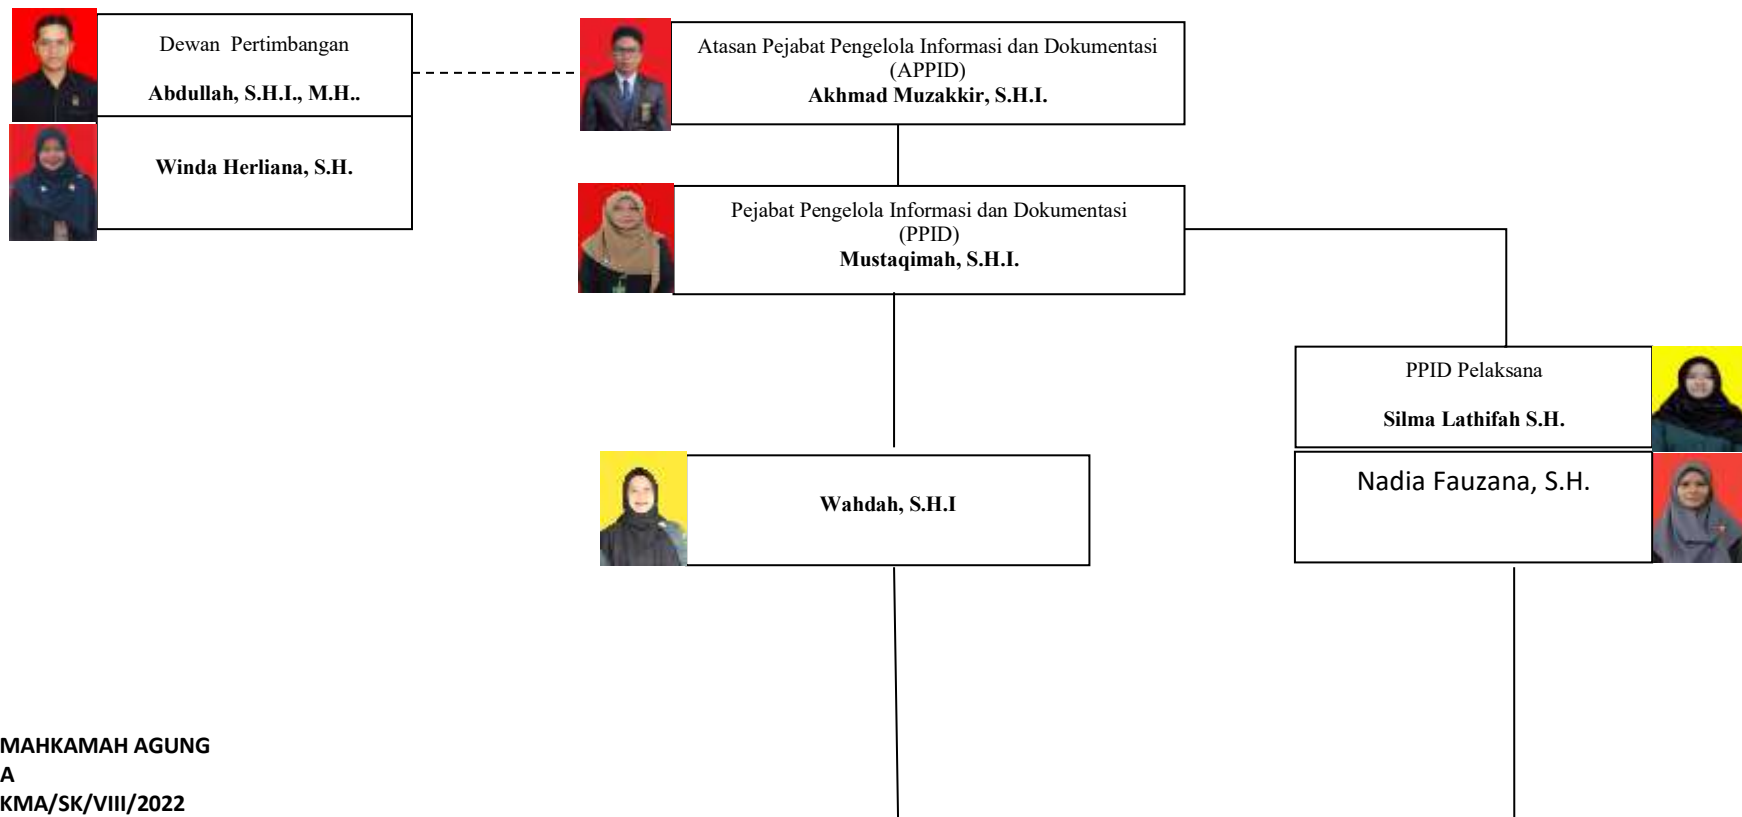 Dewan Pertimbangan
Abdullah, S.H.I., M.H..
Winda Herliana, S.H.
Atasan Pejabat Pengelola Informasi dan Dokumentasi
(APPID)
Akhmad Muzakkir, S.H.I.
Pejabat Pengelola Informasi dan Dokumentasi
(PPID)
Mustaqimah, S.H.I.
PPID Pelaksana
Silma Lathifah S.H.
Nadia Fauzana, S.H.
Wahdah, S.H.I
MAHKAMAH AGUNG
A
KMA/SK/VIII/2022